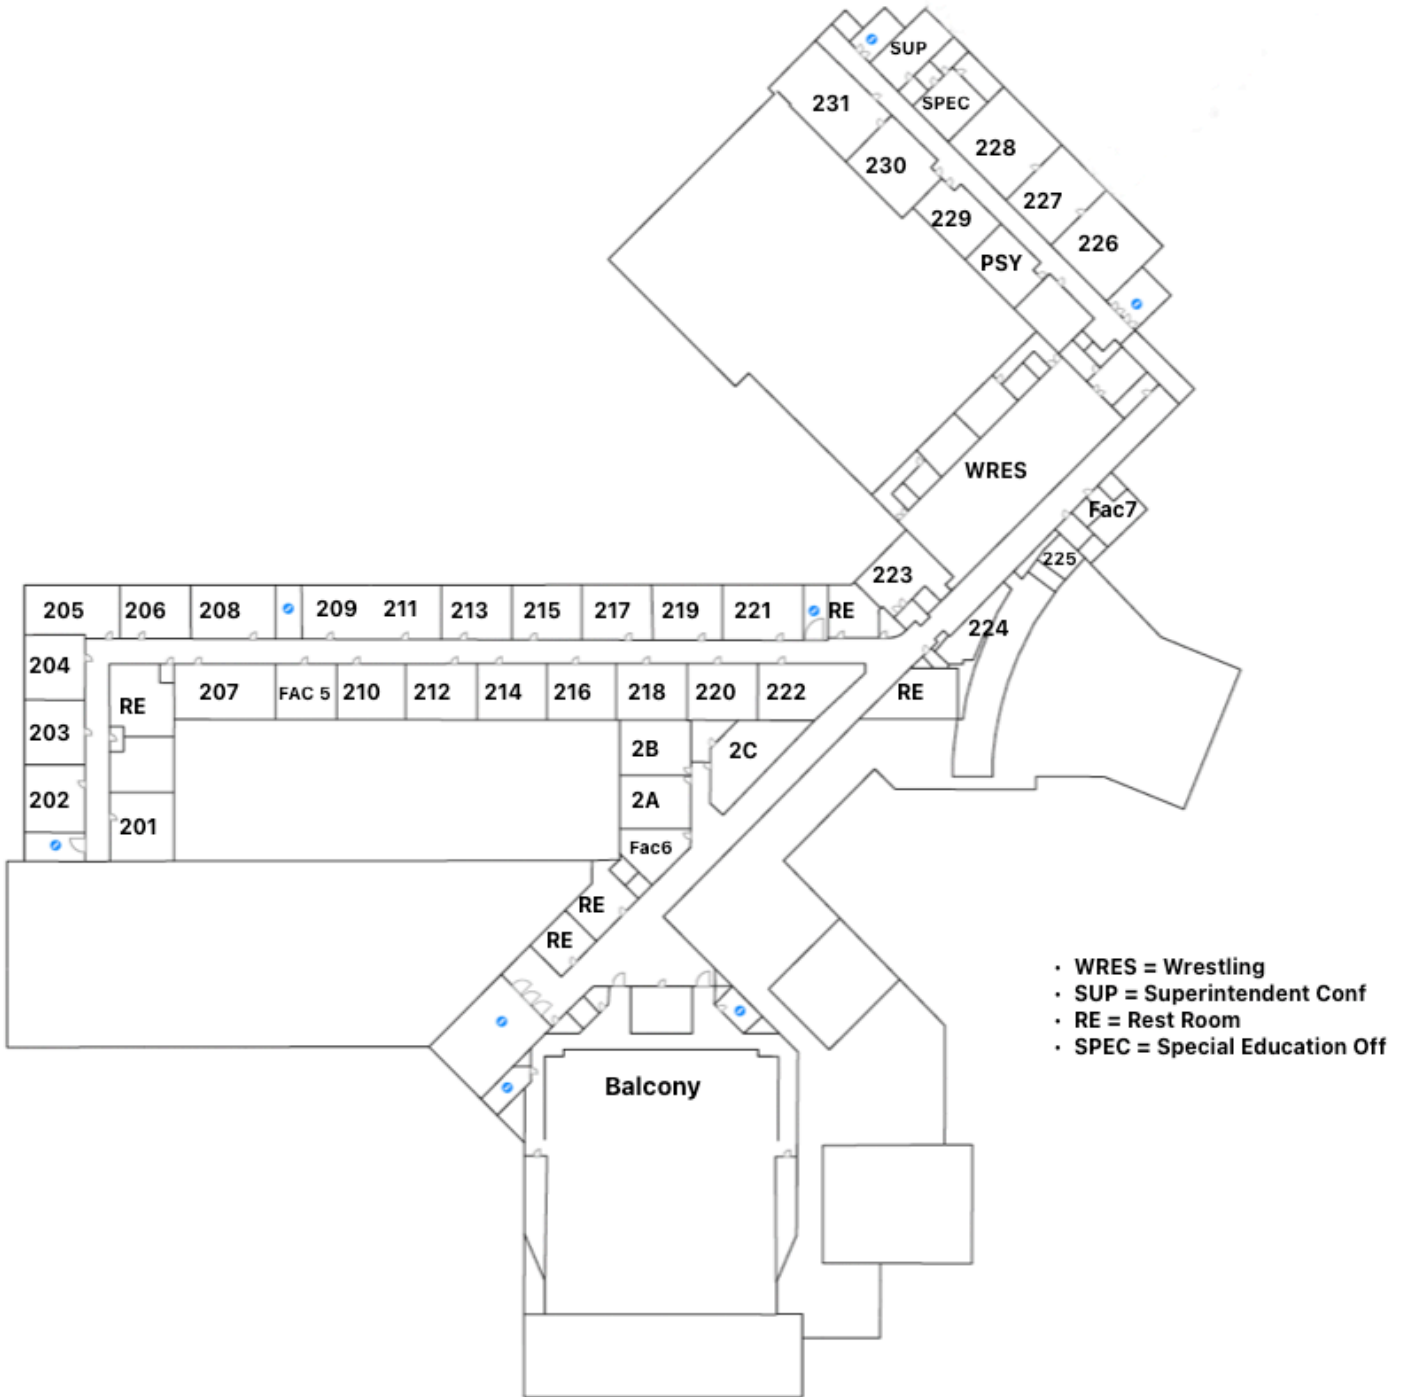 SUP
231
SPEC
228
230
227
229
226
PSY
WRES
Fac7
225
223
205
206
208
209
211
213
215
217
219
221
RE
224
204
RE
207
FAC 5
210
212
214
216
218
220
222
RE
203
2B
2C
202
2A
201
Fac6
RE
RE
Balcony
· WRES = Wrestling
· SUP = Superintendent Conf
· RE = Rest Room
· SPEC = Special Education Off